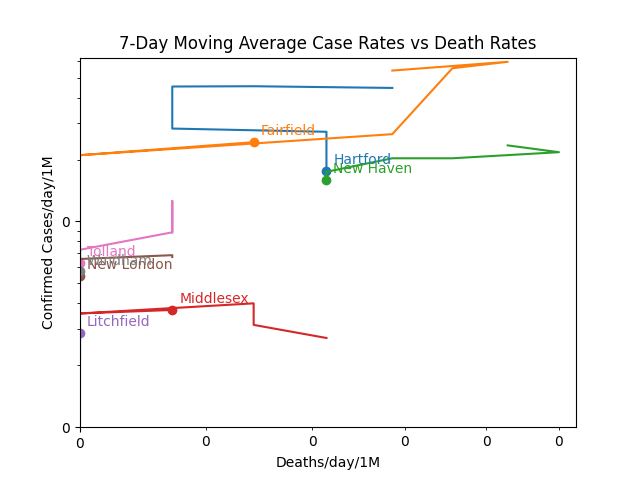 7-Day Moving Average Case Rates vs Death Rates
Confirmed Cases/day/1M
0
0
Fairfield
Hartford
New Haven
Tolland
Windham
New London
Middlesex
Litchfield
0 0 0 0 0 0
Deaths/day/1M